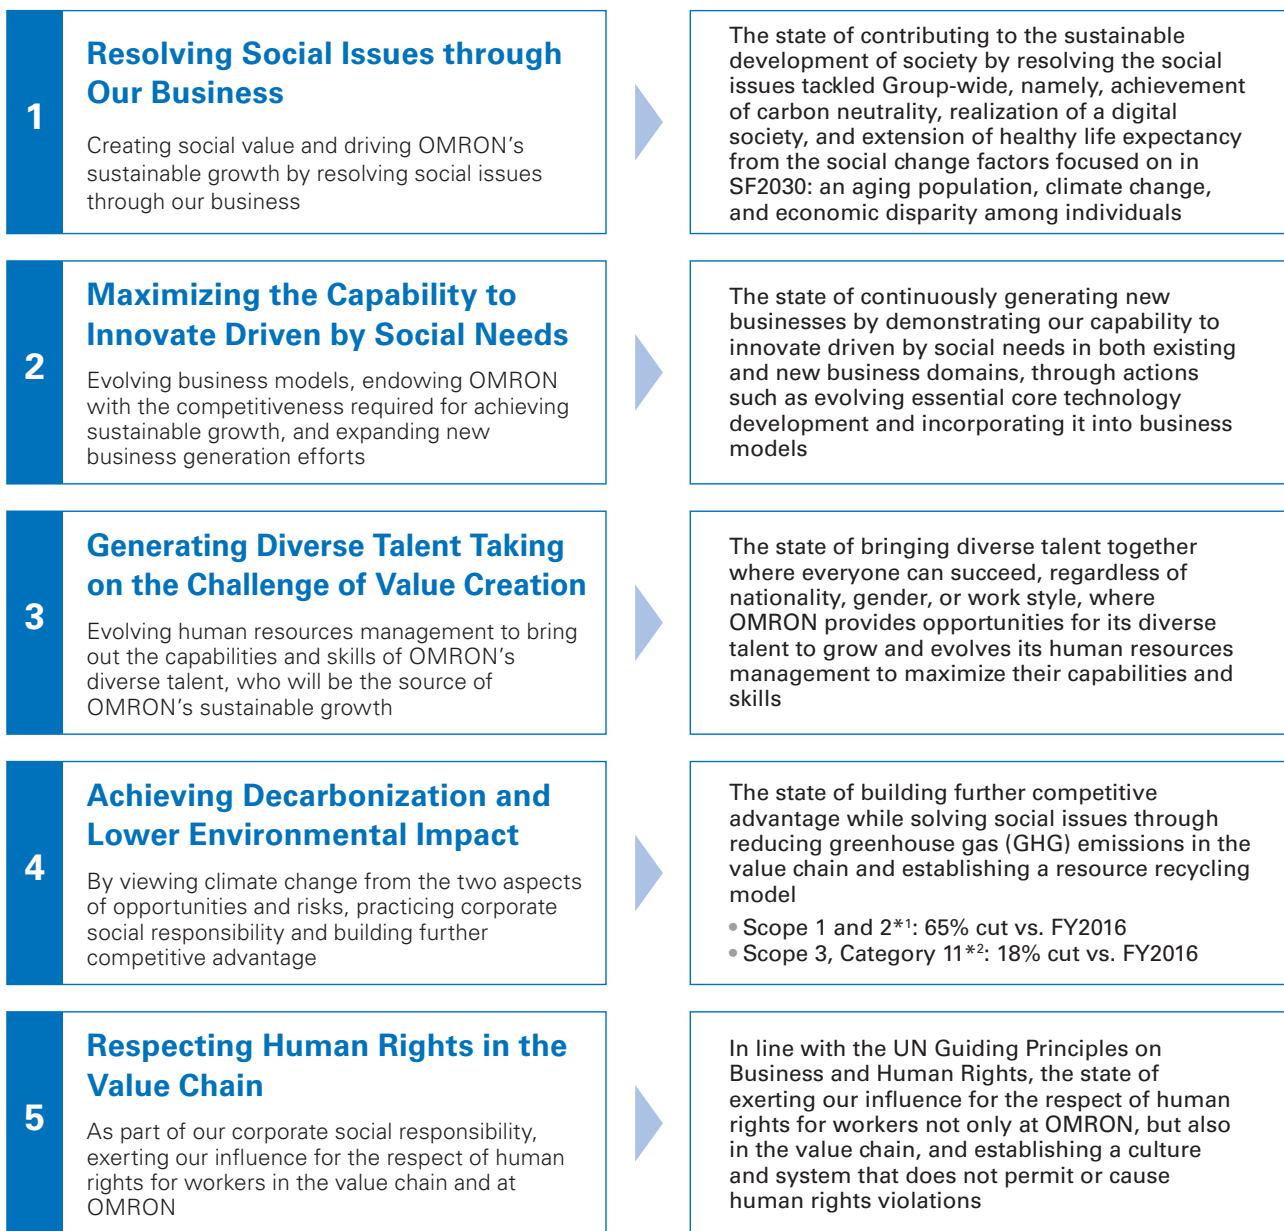 1
Resolving Social Issues through
Our Business
Creating social value and driving OMRON's
sustainable growth by resolving social issues
through our business
The state of contributing to the sustainable
development of society by resolving the social
issues tackled Group-wide, namely, achievement
of carbon neutrality, realization of a digital
society, and extension of healthy life expectancy
from the social change factors focused on in
SF2030: an aging population, climate change,
and economic disparity among individuals
2
Maximizing the Capability to
Innovate Driven by Social Needs
Evolving business models, endowing OMRON
with the competitiveness required for achieving
sustainable growth, and expanding new
business generation efforts
The state of continuously generating new
businesses by demonstrating our capability to
innovate driven by social needs in both existing
and new business domains, through actions
such as evolving essential core technology
development and incorporating it into business
models
3
Generating Diverse Talent Taking
on the Challenge of Value Creation
Evolving human resources management to bring
out the capabilities and skills of OMRON's
diverse talent, who will be the source of
OMRON's sustainable growth
The state of bringing diverse talent together
where everyone can succeed, regardless of
nationality, gender, or work style, where
OMRON provides opportunities for its diverse
talent to grow and evolves its human resources
management to maximize their capabilities and
skills
4
Achieving Decarbonization and
Lower Environmental Impact
By viewing climate change from the two aspects
of opportunities and risks, practicing corporate
social responsibility and building further
competitive advantage
The state of building further competitive
advantage while solving social issues through
reducing greenhouse gas (GHG) emissions in the
value chain and establishing a resource recycling
model
• Scope 1 and 2*1: 65% cut vs. FY2016
• Scope 3, Category 11*2: 18% cut vs. FY2016
5
Respecting Human Rights in the
Value Chain
As part of our corporate social responsibility,
exerting our influence for the respect of human
rights for workers in the value chain and at
OMRON
In line with the UN Guiding Principles on
Business and Human Rights, the state of
exerting our influence for the respect of human
rights for workers not only at OMRON, but also
in the value chain, and establishing a culture
and system that does not permit or cause
human rights violations